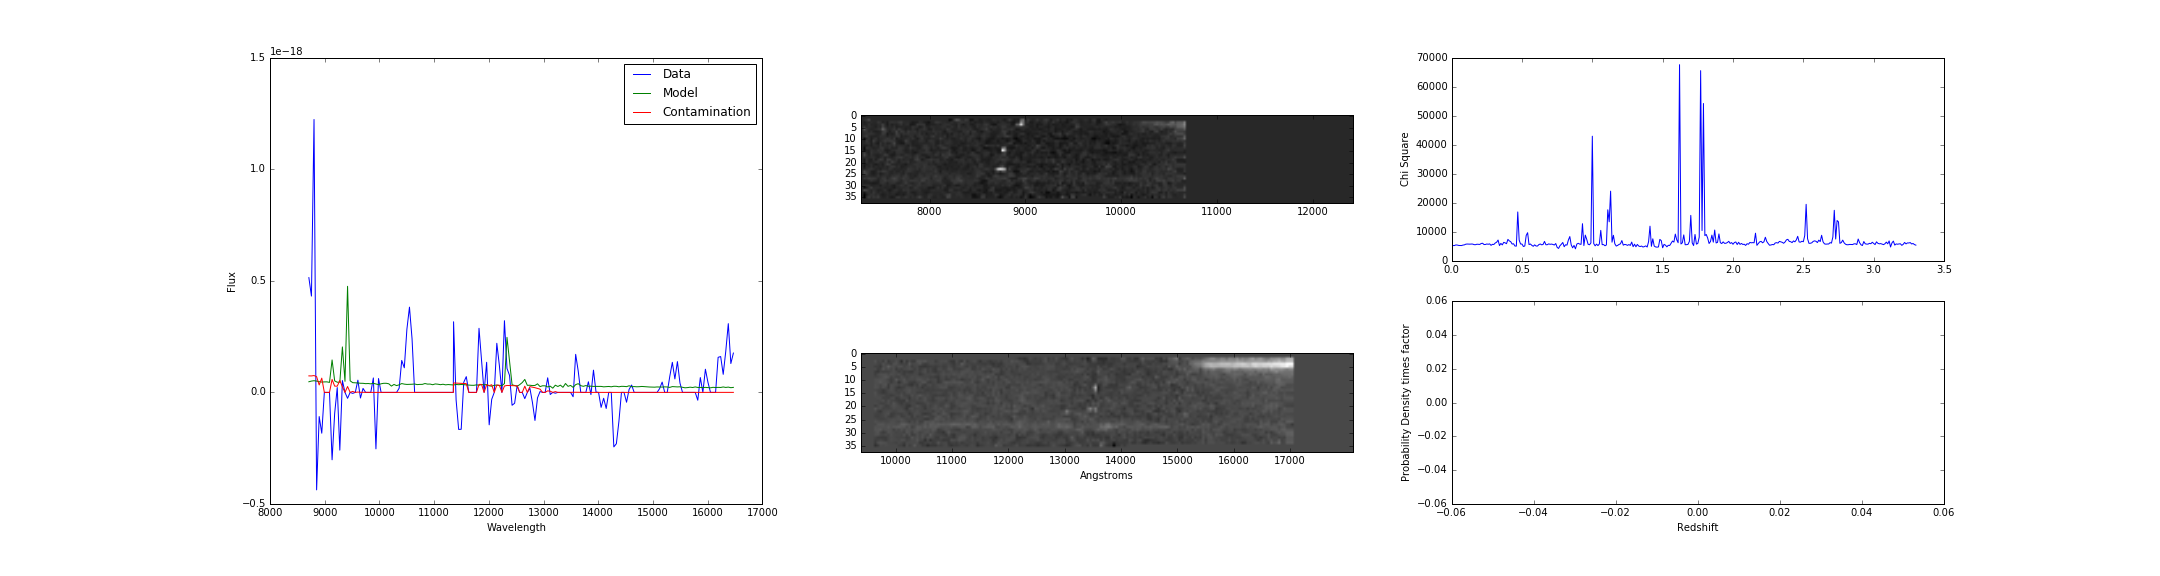 1e−18
1.5
1.0
0.5
0.0
−0.5
8000 9000 10000 11000 12000 13000 14000 15000 16000 17000
Wavelength
Flux
Data
Model
Contamination
0
5
10
15
20
25
30
35
8000 9000 10000 11000 12000
0
5
10
15
20
25
30
35
10000 11000 12000 13000 14000 15000 16000 17000
Angstroms
70000
60000
50000
40000
30000
20000
10000
0
0.0 0.5 1.0 1.5 2.0 2.5 3.0 3.5
Chi Square
0.06
0.04
0.02
0.00
−0.02
−0.04
−0.06
−0.06 −0.04 −0.02 0.00 0.02 0.04 0.06
Redshift
Probability Density times factor